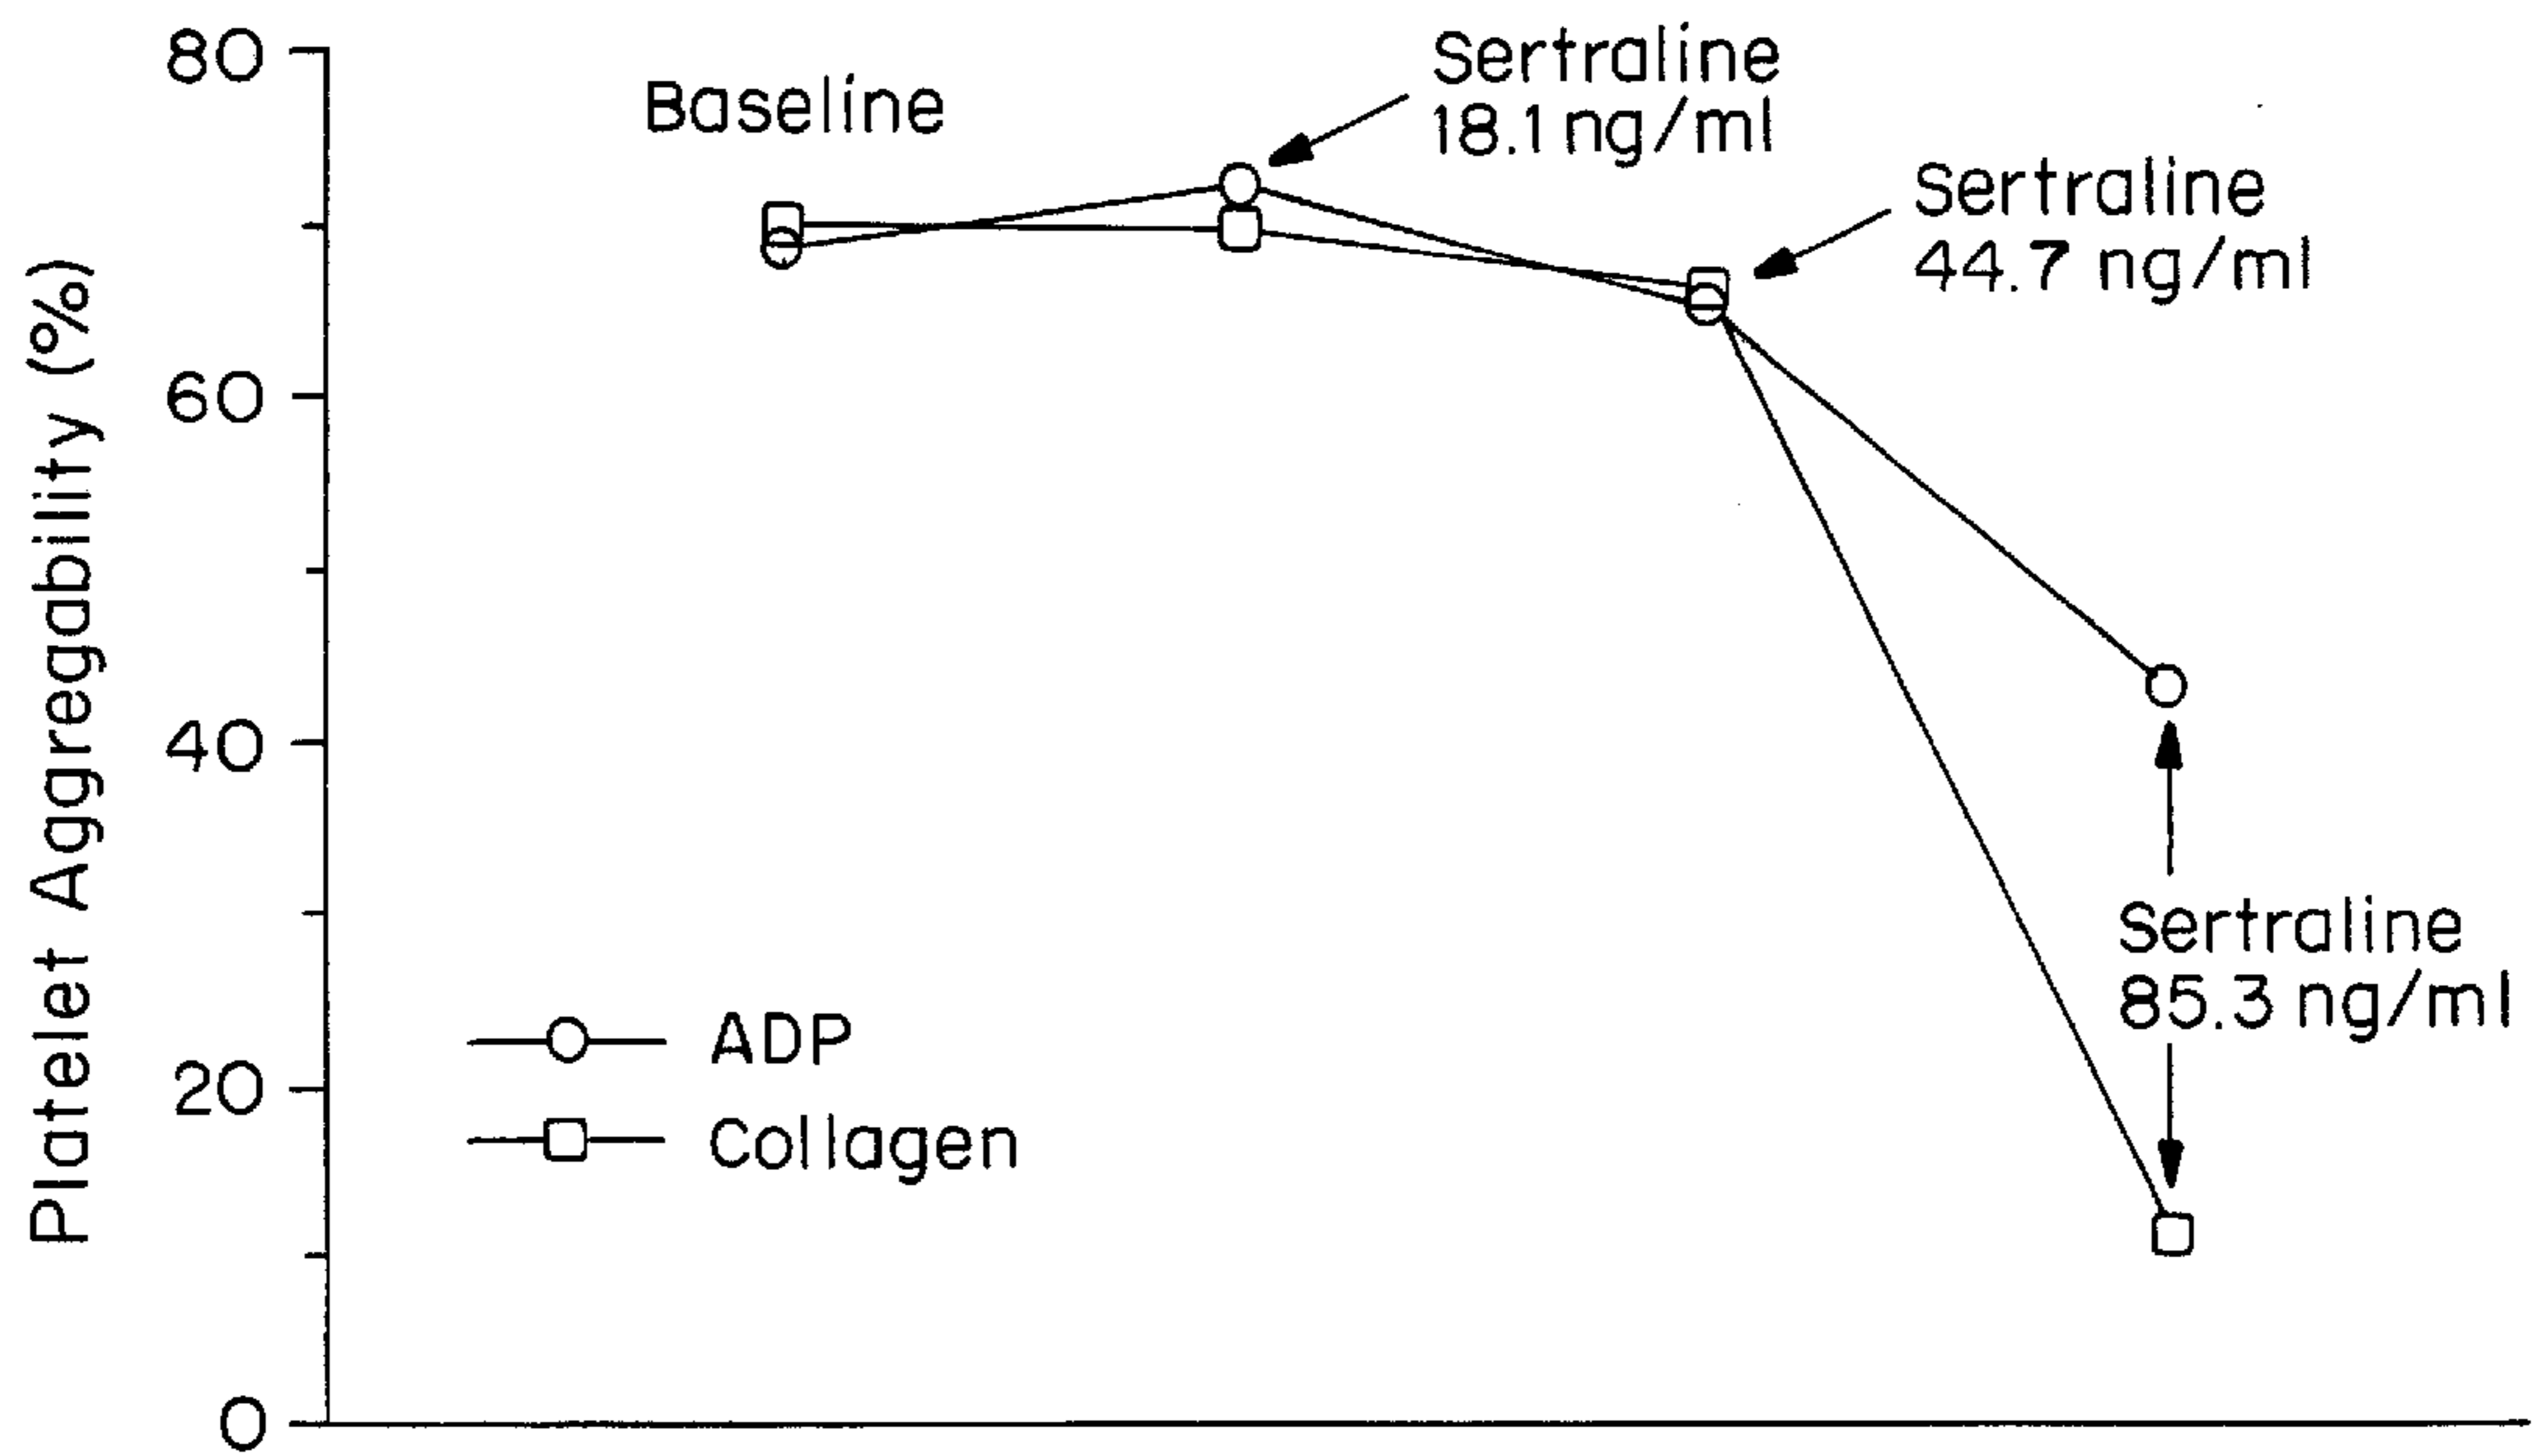 80
60
40
20
0
Platelet Aggregability (%)
Baseline
Sertraline
18.1 ng/ml
Sertraline
44.7 ng/ml
Sertraline
85.3 ng/ml
ADP
Collagen